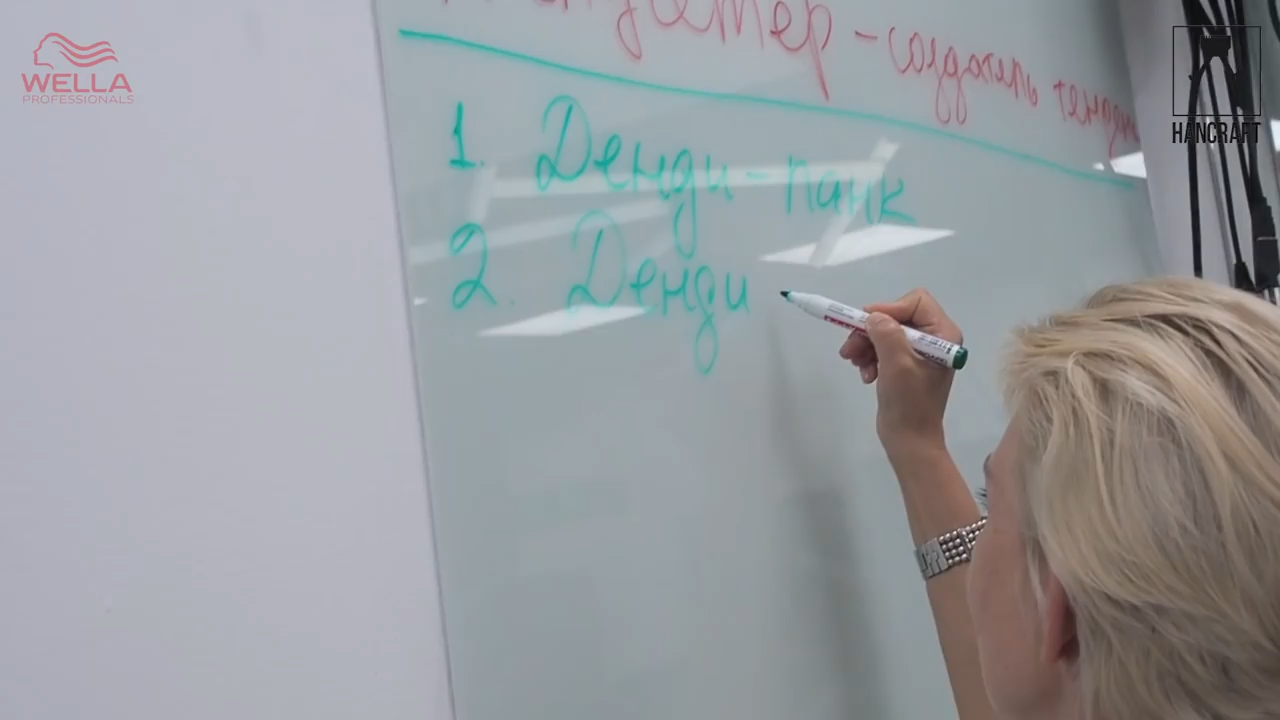 WELLA
PROFESSIONALS
HANCRAFT
-создатель
1. Денди-панк
2. Денди